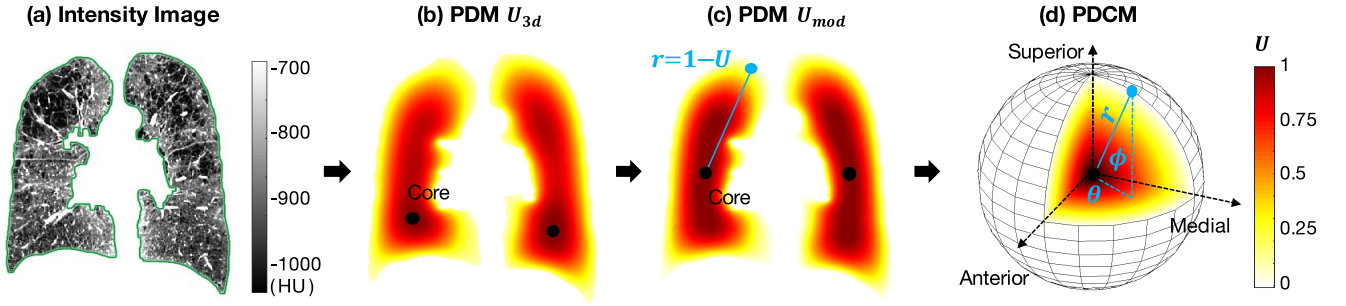 (a) Intensity Image
-700
-800
-900
-1000
(HU)
(b) PDM U₃d
Core
(c) PDM Umod
r=1−U
Core
(d) PDCM
Superior
r
ϕ
θ
Medial
Anterior
U
1
0.75
0.5
0.25
0